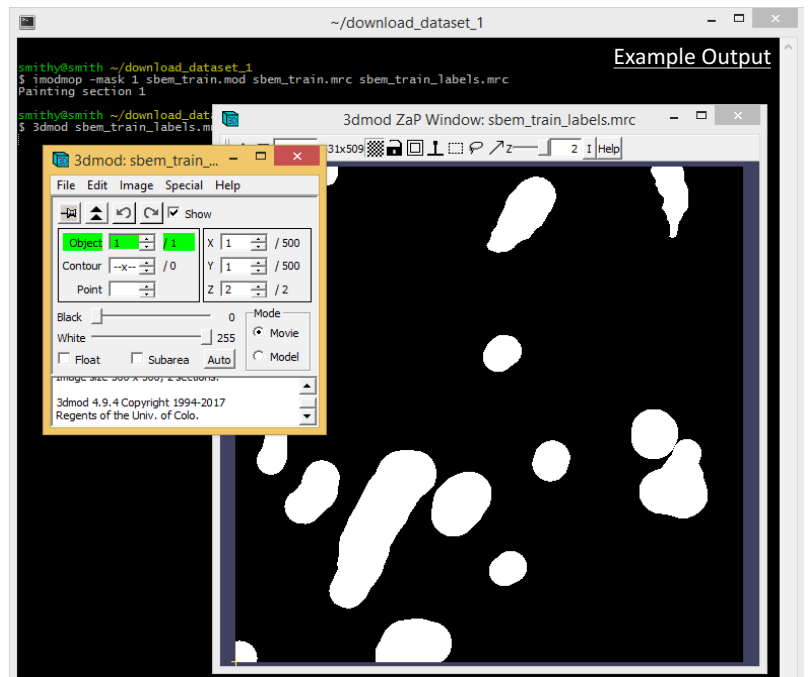 ~/download_dataset_1
Example Output
smithy@smith ~/download_dataset_1
$ imodmop -mask 1 sbem_train.mod sbem_train.mrc sbem_train_labels.mrc
Painting section 1
smithy@smith ~/download_dat
$ 3dmod sbem_train_labels.m
3dmod ZaP Window: sbem_train_labels.mrc
31x509 Z 2 I Help
3dmod: sbem_train_...
File Edit Image Special Help
Show
Object 1 / 1 X 1 / 500
Contour --x-- / 0 Y 1 / 500
Point Z 2 / 2
Black 0 Mode
White 255 Movie
Float Subarea Auto Model
3dmod 4.9.4 Copyright 1994-2017
Regents of the Univ. of Colo.